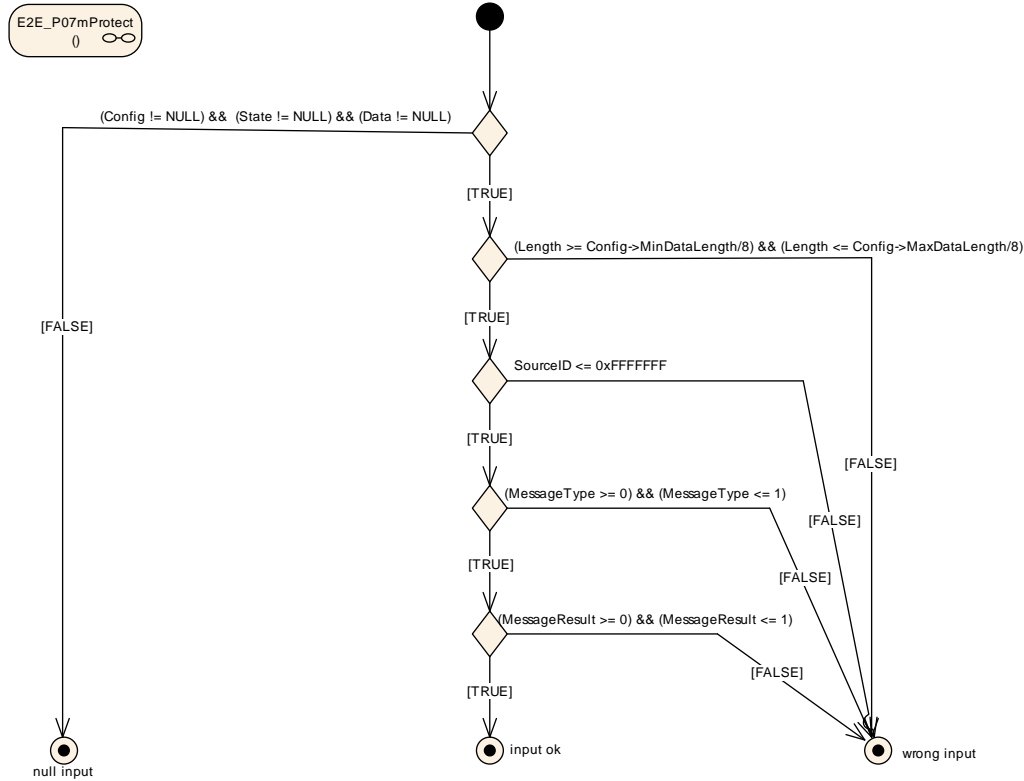 E2E_P07mProtect
()
(Config != NULL) &&  (State != NULL) && (Data != NULL)
[TRUE]
(Length >= Config->MinDataLength/8) && (Length <= Config->MaxDataLength/8)
[FALSE]
[TRUE]
SourceID <= 0xFFFFFFF
[TRUE]
[FALSE]
(MessageType >= 0) && (MessageType <= 1)
[FALSE]
[TRUE]
[FALSE]
(MessageResult >= 0) && (MessageResult <= 1)
[FALSE]
[TRUE]
input ok
wrong input
null input